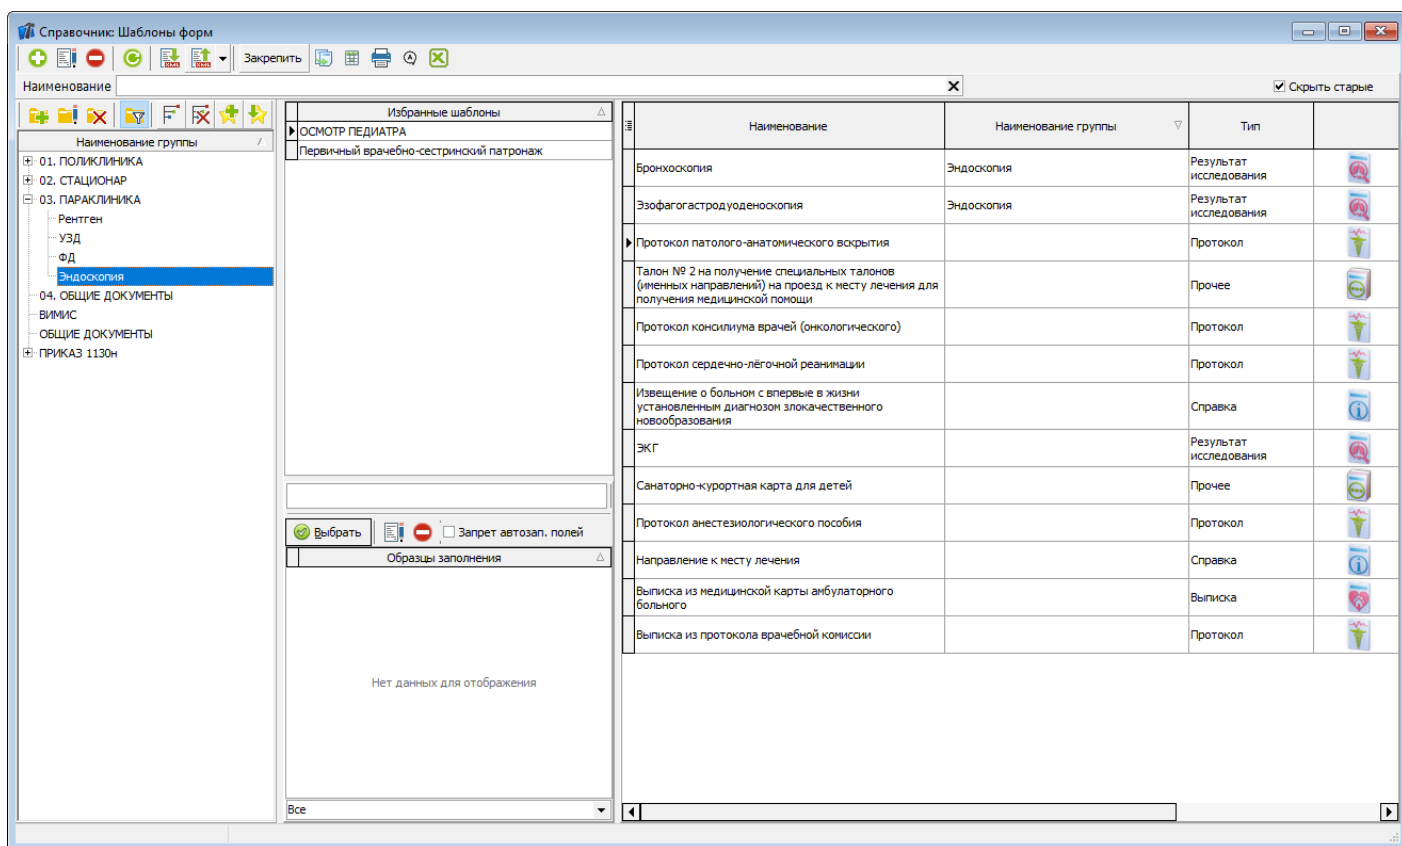 Справочник: Шаблоны форм
XML
XML
Закрепить
Наименование
Скрыть старые
Наименование группы
01. ПОЛИКЛИНИКА
02. СТАЦИОНАР
03. ПАРАКЛИНИКА
Рентген
УЗД
ФД
Эндоскопия
04. ОБЩИЕ ДОКУМЕНТЫ
ВИМИС
ОБЩИЕ ДОКУМЕНТЫ
ПРИКАЗ 1130н
Избранные шаблоны
ОСМОТР ПЕДИАТРА
Первичный врачебно-сестринский патронаж
Выбрать
Запрет автозап. полей
Образцы заполнения
Нет данных для отображения
Все
Наименование
Наименование группы
Тип
Бронхоскопия
Эндоскопия
Результат
исследования
Эзофагогастродуоденоскопия
Эндоскопия
Результат
исследования
Протокол патолого-анатомического вскрытия
Протокол
Талон № 2 на получение специальных талонов
(именных направлений) на проезд к месту лечения для
получения медицинской помощи
Прочее
Протокол консилиума врачей (онкологического)
Протокол
Протокол сердечно-лёгочной реанимации
Протокол
Извещение о больном с впервые в жизни
установленным диагнозом злокачественного
новообразования
Справка
ЭКГ
Результат
исследования
Санаторно-курортная карта для детей
Прочее
Протокол анестезиологического пособия
Протокол
Направление к месту лечения
Справка
Выписка из медицинской карты амбулаторного
больного
Выписка
Выписка из протокола врачебной комиссии
Протокол